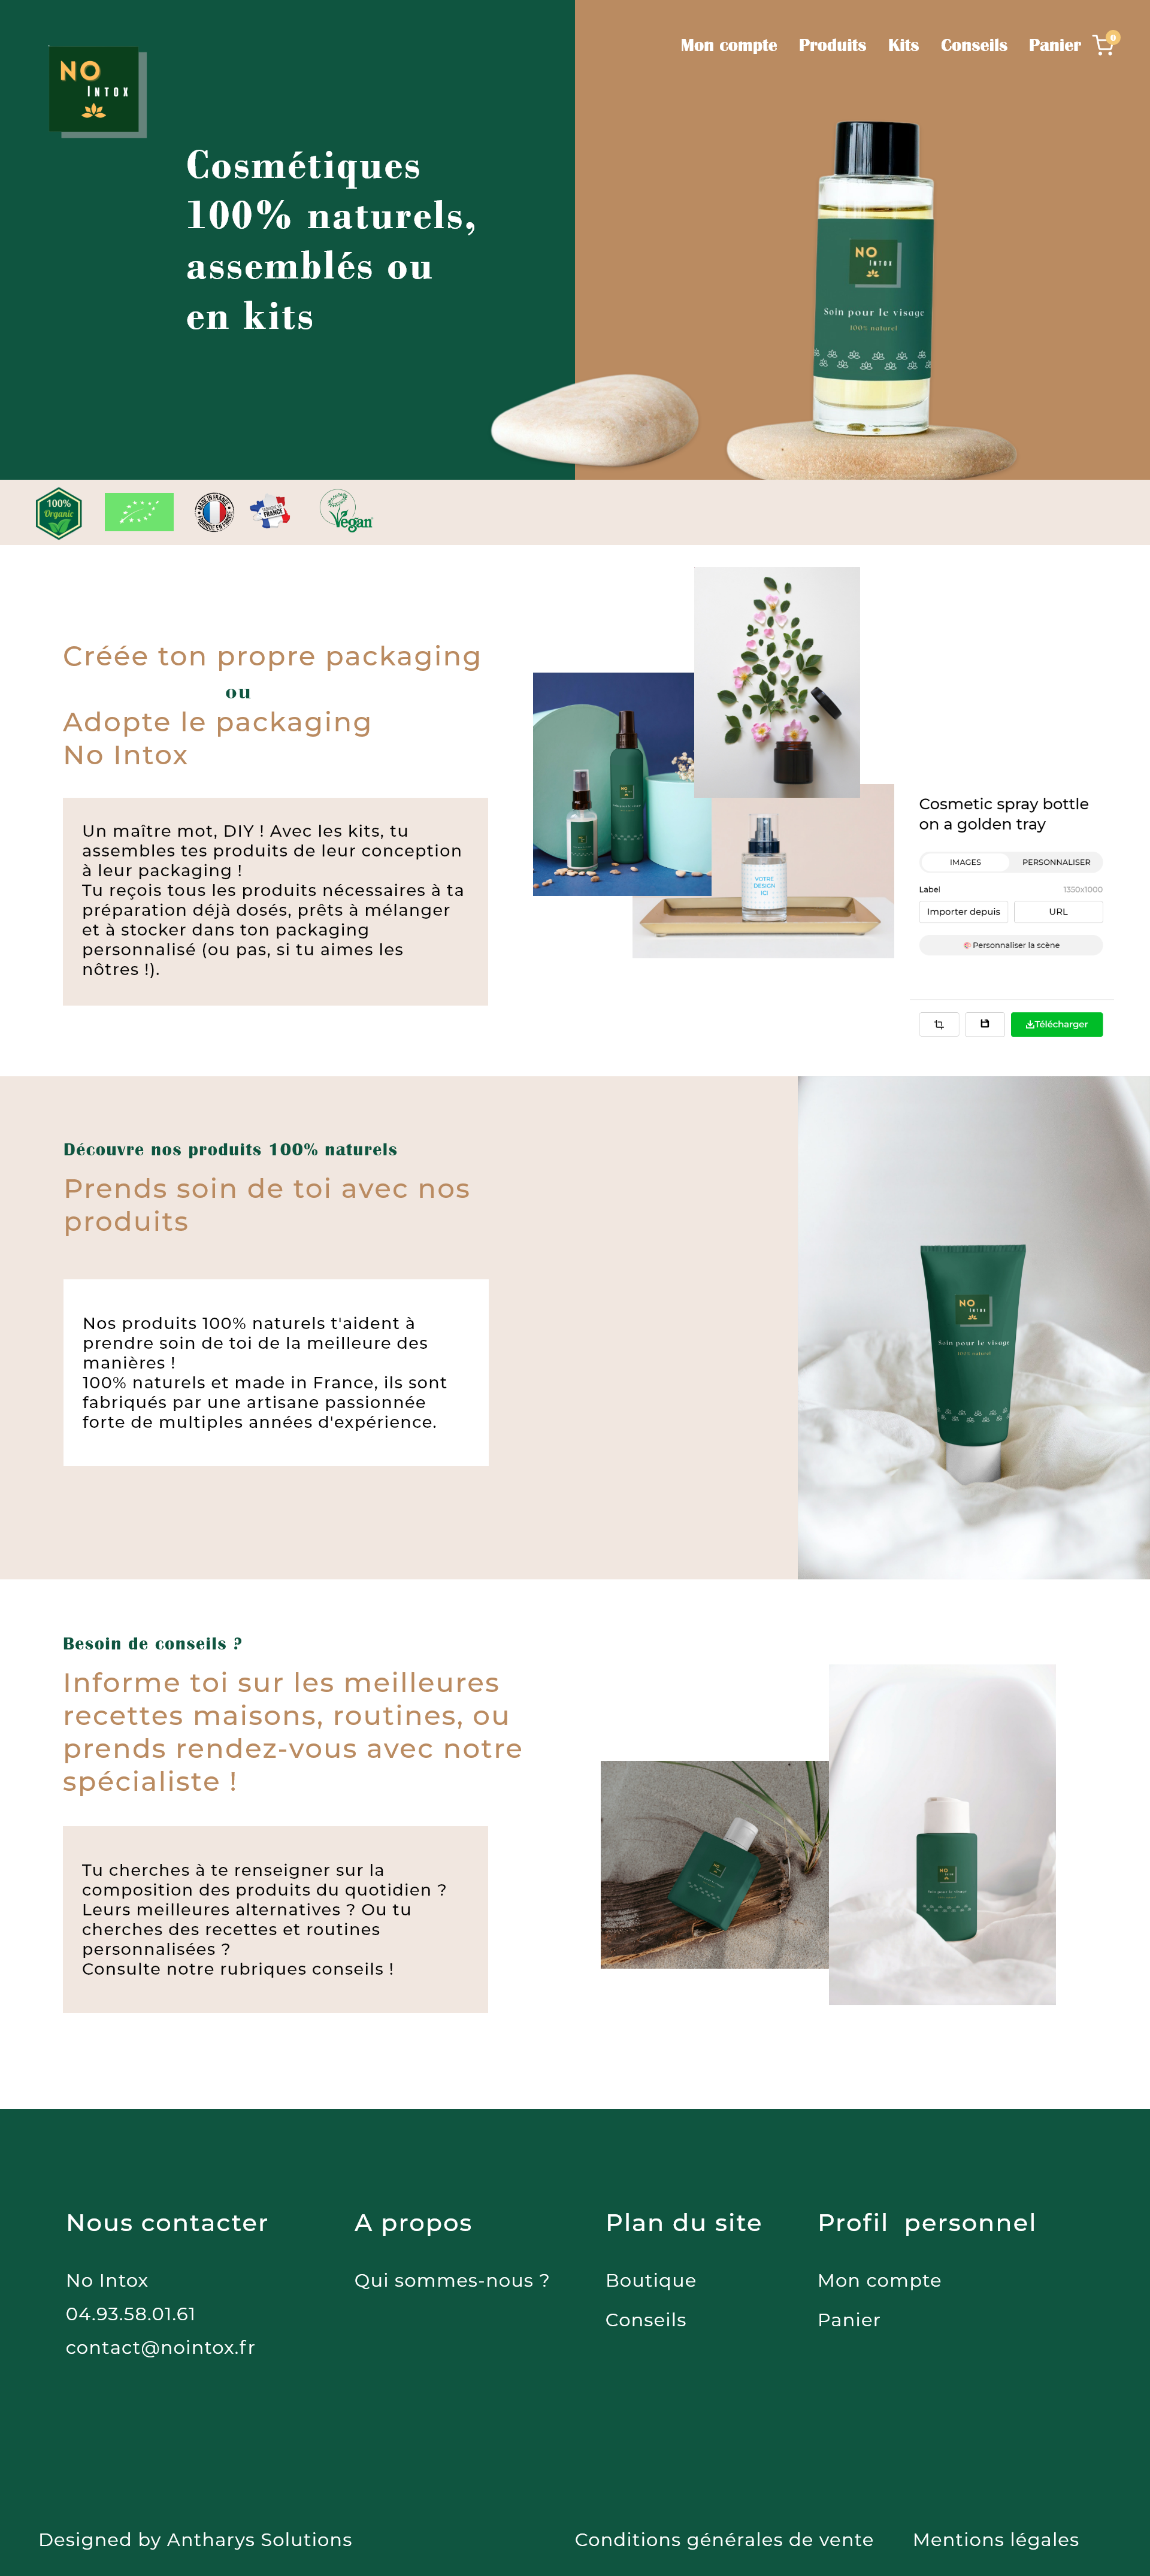 Mon compte Produits Kits Conseils Panier 0
NO
INTOX
Cosmétiques
100% naturels,
assemblés ou
en kits
NO
INTOX
Soin pour le visage
100% naturel
100%
Organic
MADE IN FRANCE
FABRIQUÉ EN FRANCE
FRANCE
Vegan
Créée ton propre packaging
ou
Adopte le packaging
No Intox
Un maître mot, DIY ! Avec les kits, tu
assembles tes produits de leur conception
à leur packaging !
Tu reçois tous les produits nécessaires à ta
préparation déjà dosés, prêts à mélanger
et à stocker dans ton packaging
personnalisé (ou pas, si tu aimes les
nôtres !).
NO
VOTRE
DESIGN
ICI
Cosmetic spray bottle
on a golden tray
IMAGES PERSONNALISER
Label 1350x1000
Importer depuis URL
Personnaliser la scène
Télécharger
Découvre nos produits 100% naturels
Prends soin de toi avec nos
produits
Nos produits 100% naturels t'aident à
prendre soin de toi de la meilleure des
manières !
100% naturels et made in France, ils sont
fabriqués par une artisane passionnée
forte de multiples années d'expérience.
NO
INTOX
Soin pour le visage
100% naturel
Besoin de conseils ?
Informe toi sur les meilleures
recettes maisons, routines, ou
prends rendez-vous avec notre
spécialiste !
Tu cherches à te renseigner sur la
composition des produits du quotidien ?
Leurs meilleures alternatives ? Ou tu
cherches des recettes et routines
personnalisées ?
Consulte notre rubriques conseils !
NO
NO
INTOX
Soin pour le visage
Nous contacter
No Intox
04.93.58.01.61
contact@nointox.fr
A propos
Qui sommes-nous ?
Plan du site
Boutique
Conseils
Profil personnel
Mon compte
Panier
Designed by Antharys Solutions
Conditions générales de vente
Mentions légales